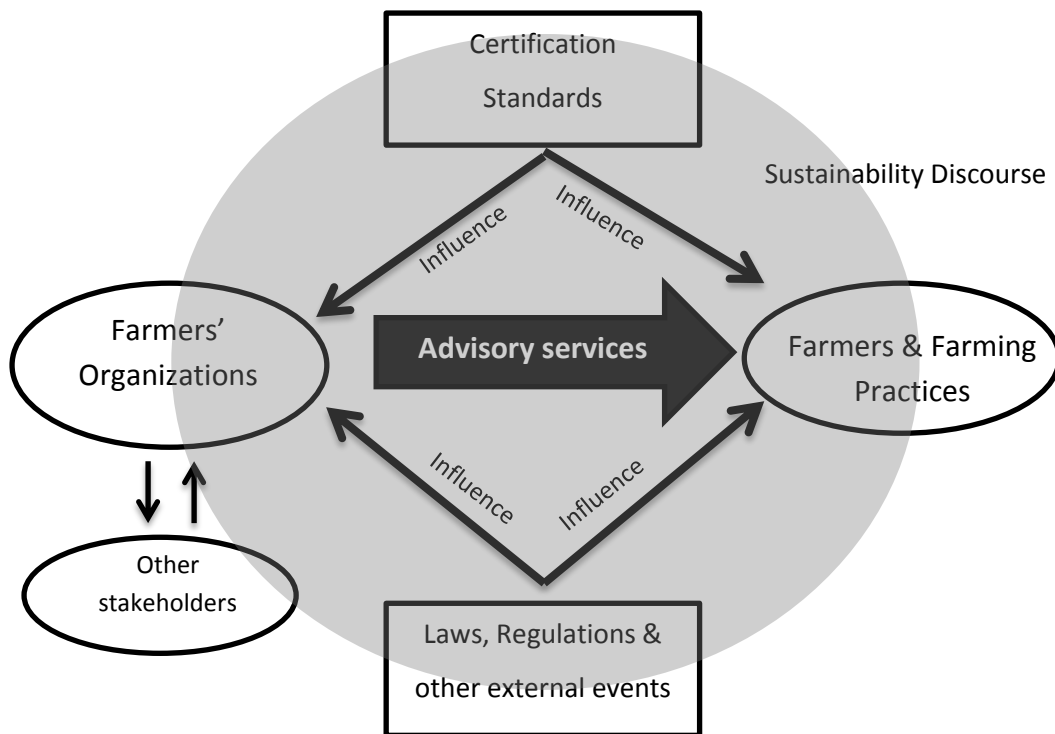 Certification
Standards
Sustainability Discourse
Influence
Influence
Farmers’
Organizations
Advisory services
Farmers & Farming
Practices
Influence
Influence
Other
stakeholders
Laws, Regulations &
other external events